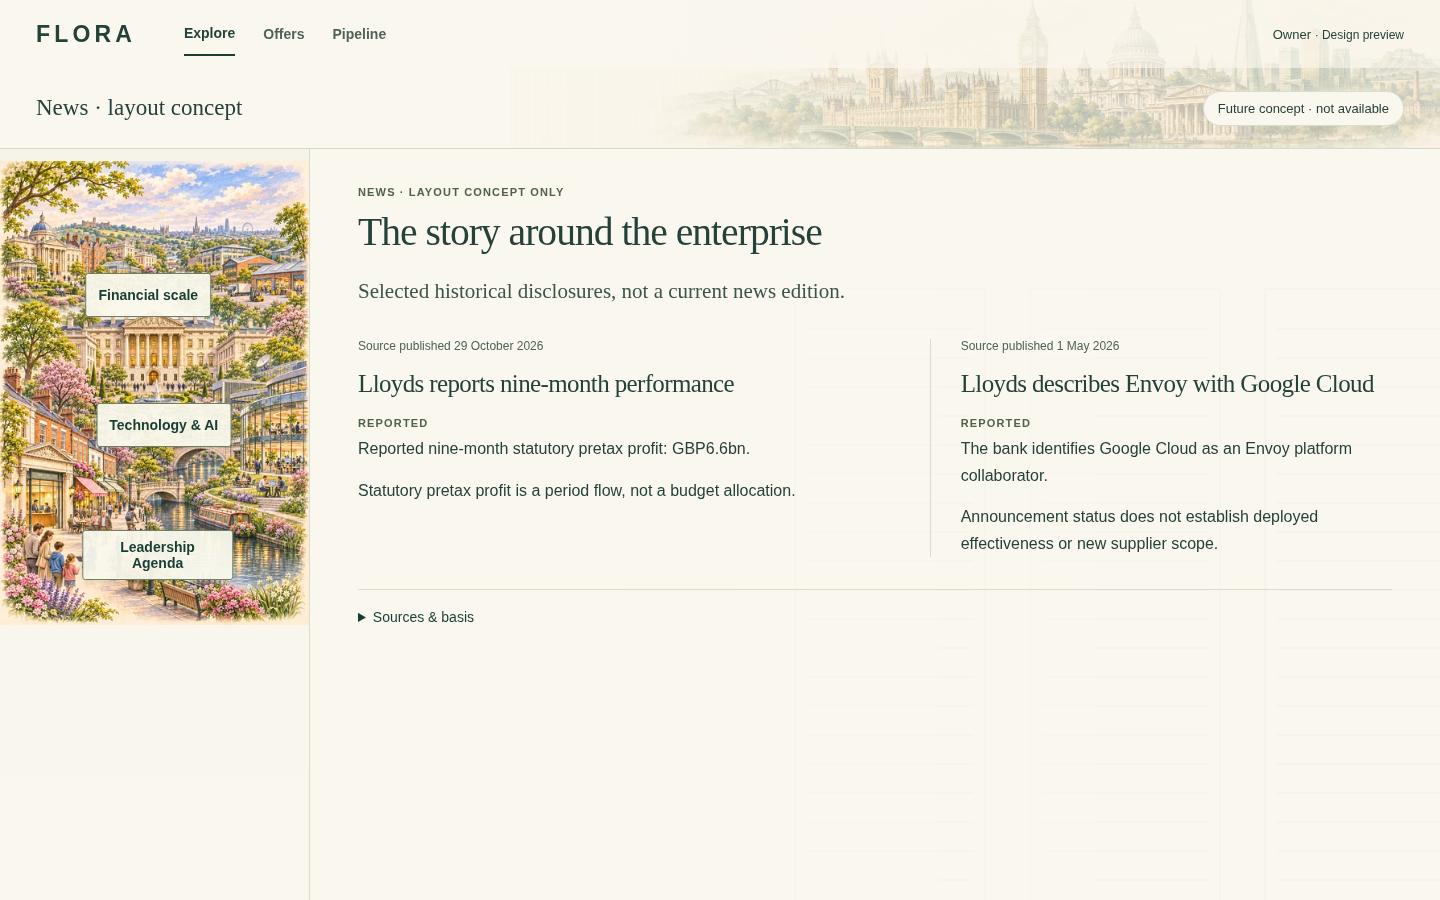 FLORA
Explore
Offers
Pipeline
Owner · Design preview
News · layout concept
Future concept · not available
Financial scale
Technology & AI
Leadership
Agenda
NEWS · LAYOUT CONCEPT ONLY
The story around the enterprise
Selected historical disclosures, not a current news edition.
Source published 29 October 2026
Lloyds reports nine-month performance
REPORTED
Reported nine-month statutory pretax profit: GBP6.6bn.
Statutory pretax profit is a period flow, not a budget allocation.
Source published 1 May 2026
Lloyds describes Envoy with Google Cloud
REPORTED
The bank identifies Google Cloud as an Envoy platform
collaborator.
Announcement status does not establish deployed
effectiveness or new supplier scope.
Sources & basis